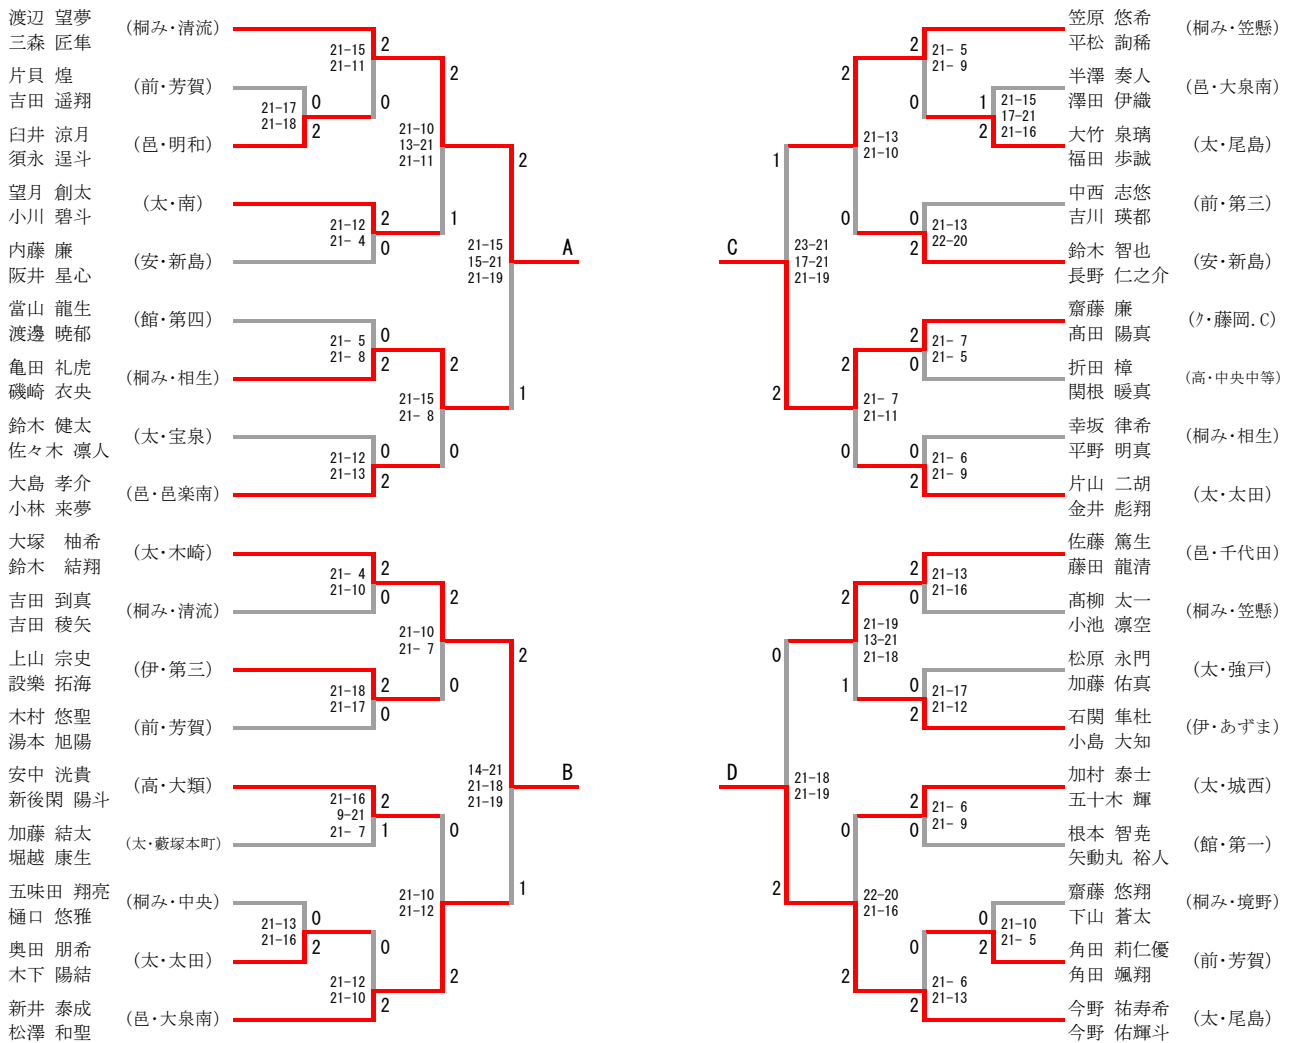 渡辺 望夢
三森 匠隼
(桐み・清流)
片貝 煌
吉田 遥翔
(前・芳賀)
臼井 涼月
須永 逞斗
(邑・明和)
望月 創太
小川 碧斗
(太・南)
内藤 廉
阪井 星心
(安・新島)
當山 龍生
渡邊 暁郁
(館・第四)
亀田 礼虎
磯崎 衣央
(桐み・相生)
鈴木 健太
佐々木 凛人
(太・宝泉)
大島 孝介
小林 来夢
(邑・邑楽南)
21-15
21-11
2
0
21-17
21-18
0
2
21-10
13-21
21-11
2
1
21-12
21- 4
2
0
21-15
15-21
21-19
2
1
A
21- 5
21- 8
0
2
21-15
21- 8
2
0
21-12
21-13
0
2
大塚 柚希
鈴木 結翔
(太・木崎)
吉田 到真
吉田 稜矢
(桐み・清流)
上山 宗史
設樂 拓海
(伊・第三)
木村 悠聖
湯本 旭陽
(前・芳賀)
安中 洸貴
新後閑 陽斗
(高・大類)
加藤 結太
堀越 康生
(太・藪塚本町)
五味田 翔亮
樋口 悠雅
(桐み・中央)
奥田 朋希
木下 陽結
(太・太田)
新井 泰成
松澤 和聖
(邑・大泉南)
21- 4
21-10
2
0
21-10
21- 7
2
0
21-18
21-17
2
0
14-21
21-18
21-19
2
1
B
21-16
9-21
21- 7
2
1
21-10
21-12
0
2
21-13
21-16
0
2
21-12
21-10
0
2
笠原 悠希
平松 詢稀
(桐み・笠懸)
半澤 奏人
澤田 伊織
(邑・大泉南)
大竹 泉璃
福田 歩誠
(太・尾島)
中西 志悠
吉川 瑛都
(前・第三)
鈴木 智也
長野 仁之介
(安・新島)
齋藤 廉
髙田 陽真
(ｸ・藤岡.C)
折田 樟
関根 暖真
(高・中央中等)
幸坂 律希
平野 明真
(桐み・相生)
片山 二胡
金井 彪翔
(太・太田)
21- 5
21- 9
2
0
21-15
17-21
21-16
1
2
21-13
21-10
2
0
21-13
22-20
0
2
23-21
17-21
21-19
1
2
C
21- 7
21- 5
2
0
21- 7
21-11
2
0
21- 6
21- 9
0
2
佐藤 篤生
藤田 龍清
(邑・千代田)
髙柳 太一
小池 凛空
(桐み・笠懸)
松原 永門
加藤 佑真
(太・強戸)
石関 隼杜
小島 大知
(伊・あずま)
加村 泰士
五十木 輝
(太・城西)
根本 智尭
矢動丸 裕人
(館・第一)
齋藤 悠翔
下山 蒼太
(桐み・境野)
角田 莉仁優
角田 颯翔
(前・芳賀)
今野 祐寿希
今野 佑輝斗
(太・尾島)
21-13
21-16
2
0
21-19
13-21
21-18
2
1
21-17
21-12
0
2
21-18
21-19
0
2
D
21- 6
21- 9
2
0
22-20
21-16
0
2
21-10
21- 5
0
2
21- 6
21-13
0
2